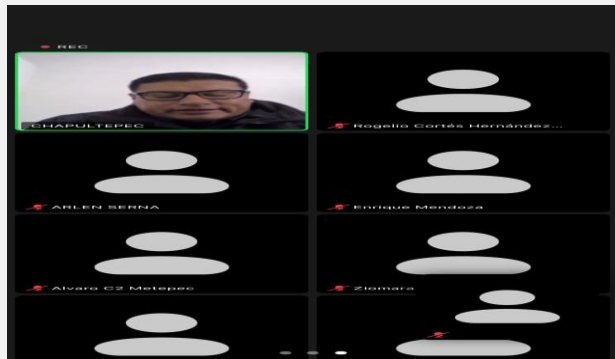 REC
CHAPULTEPEC
Rogelio Cortés Hernández...
ARLEN SERNA
Enrique Mendoza
Alvaro C2 Metepec
Ziomara